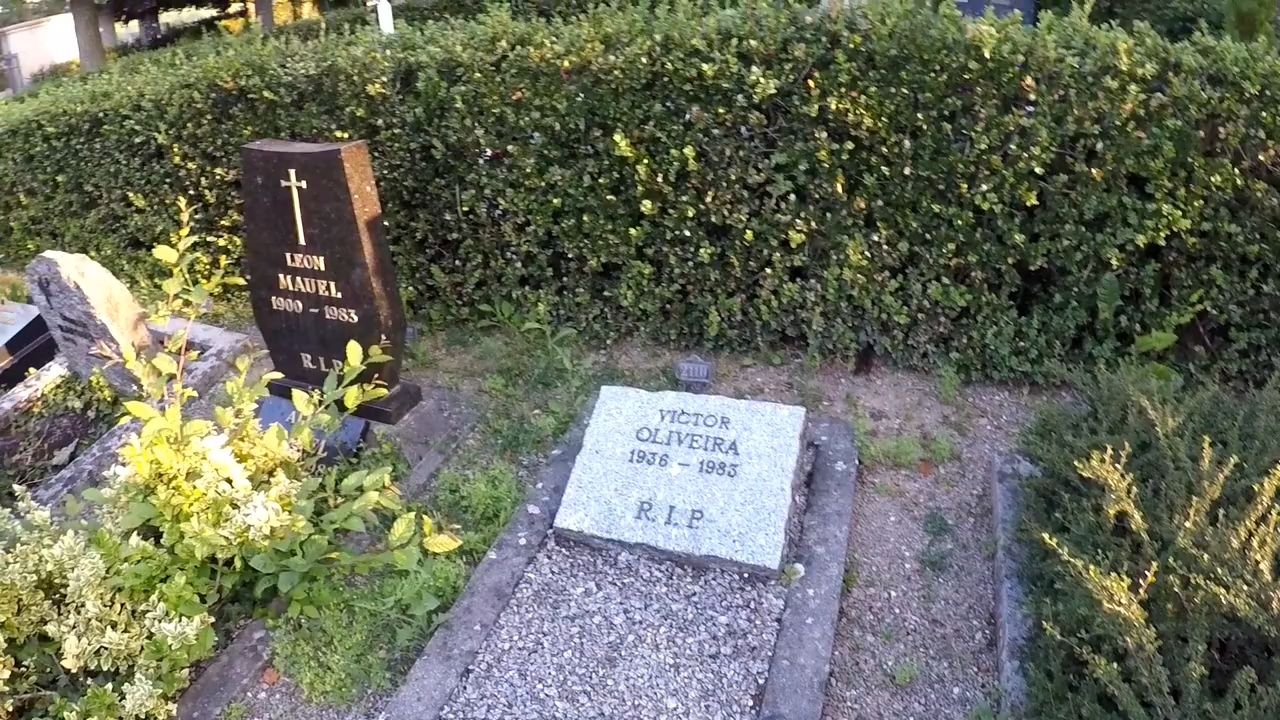 LEON
MAUEL
1900 – 1983
R.I.P
VICTOR
OLIVEIRA
1936 – 1983
R.I.P